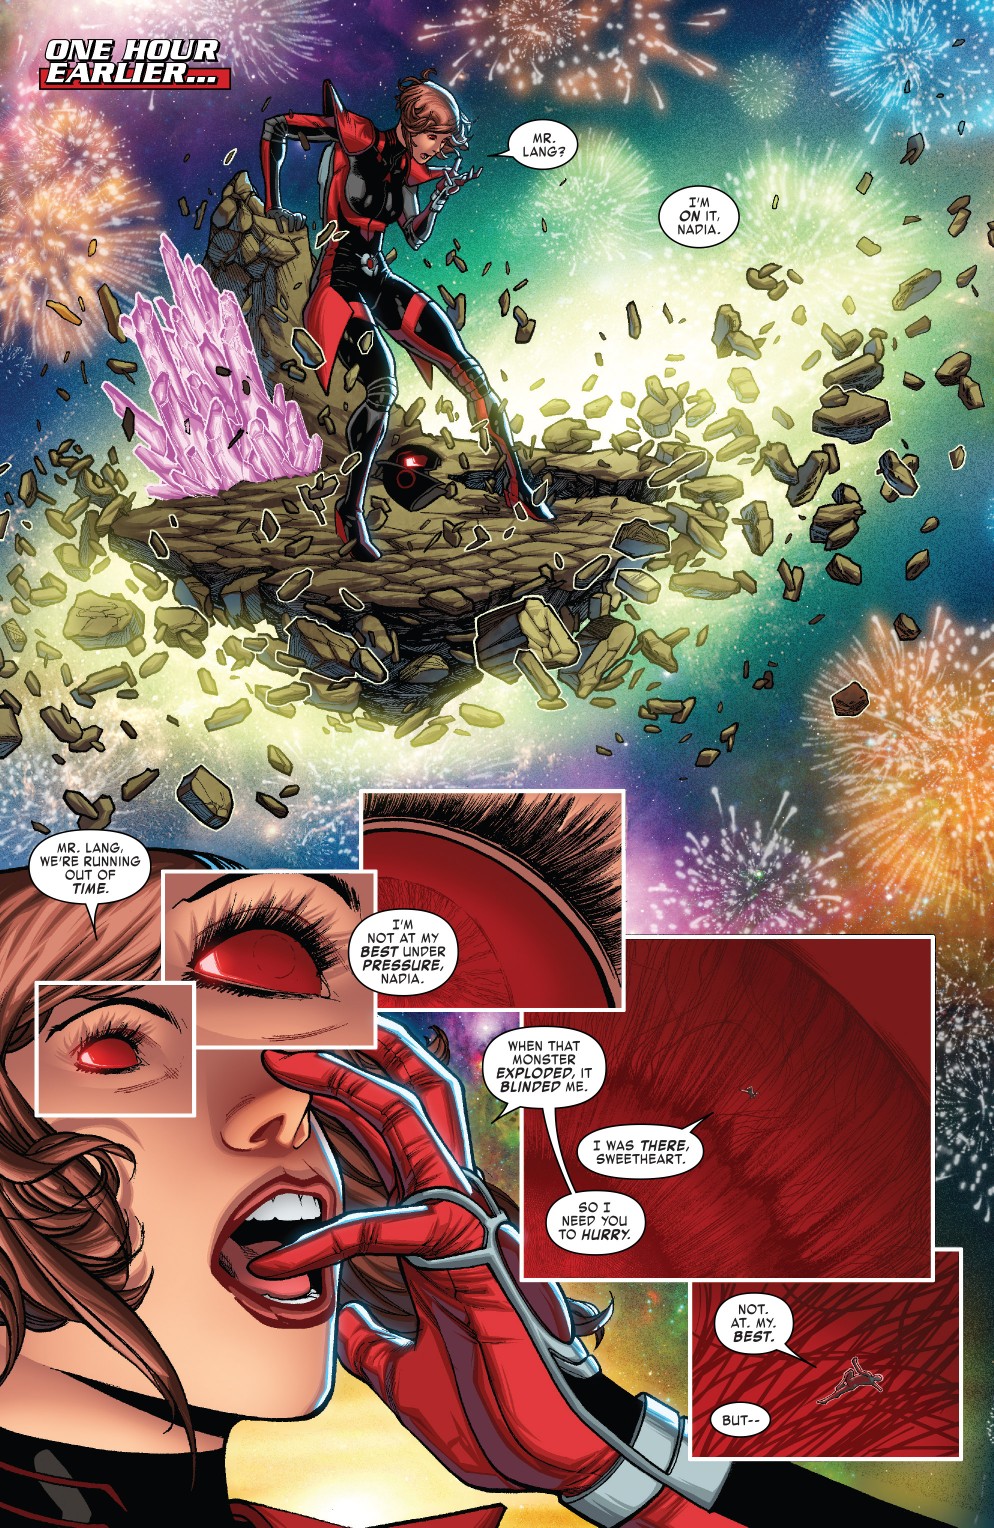 ONE HOUR
EARLIER...
MR.
LANG?
I'M
ON IT,
NADIA.
MR. LANG,
WE'RE RUNNING
OUT OF
TIME.
I'M
NOT AT MY
BEST UNDER
PRESSURE,
NADIA.
WHEN THAT
MONSTER
EXPLODED, IT
BLINDED ME.
I WAS THERE,
SWEETHEART.
SO I
NEED YOU
TO HURRY.
NOT.
AT. MY.
BEST.
BUT--